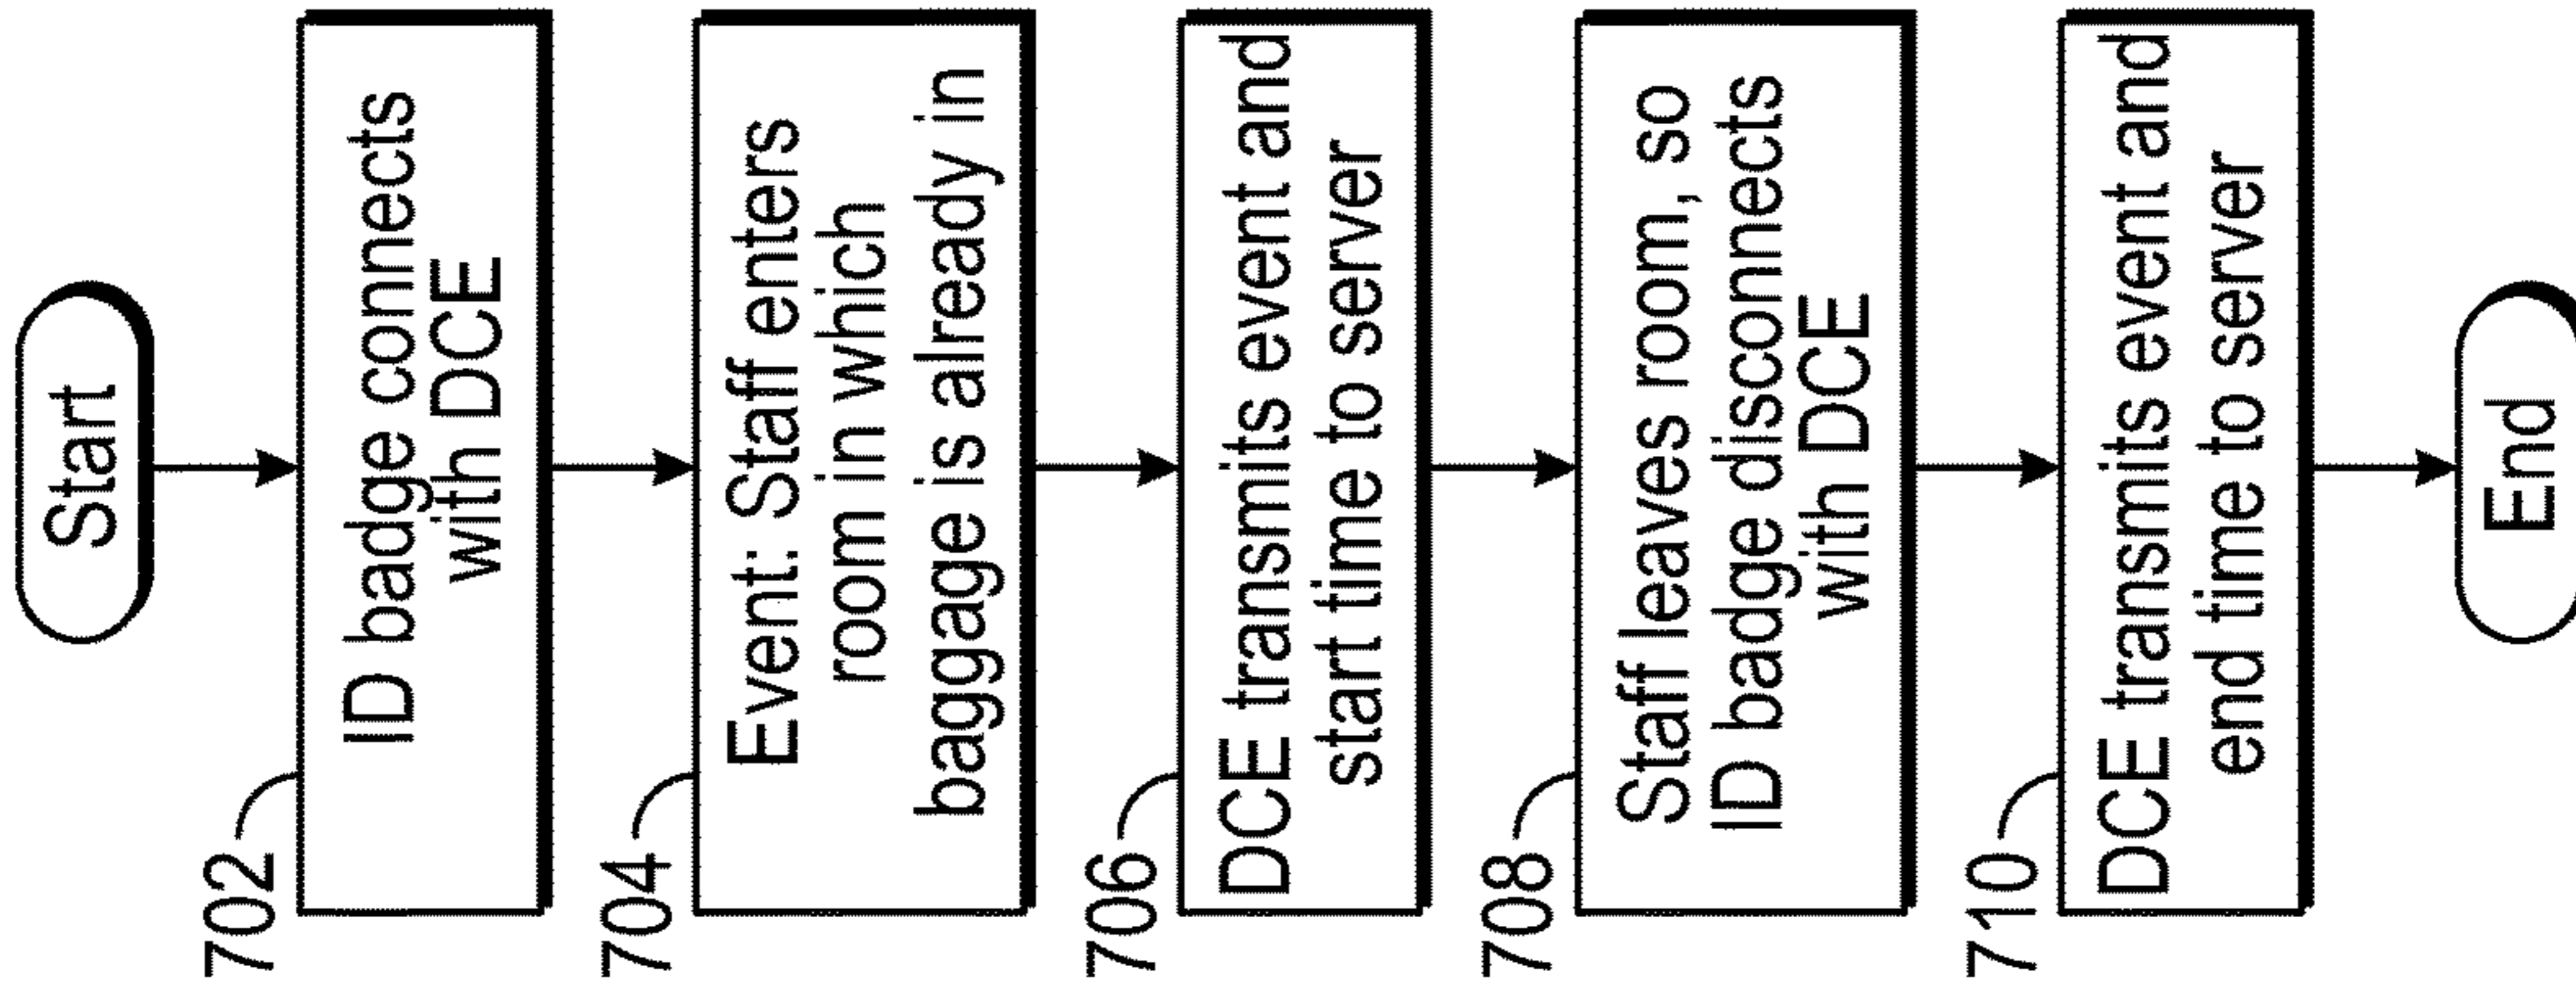 Start
702
ID badge connects
with DCE
704
Event: Staff enters
room in which
baggage is already in
706
DCE transmits event and
start time to server
708
Staff leaves room, so
ID badge disconnects
with DCE
710
DCE transmits event and
end time to server
End